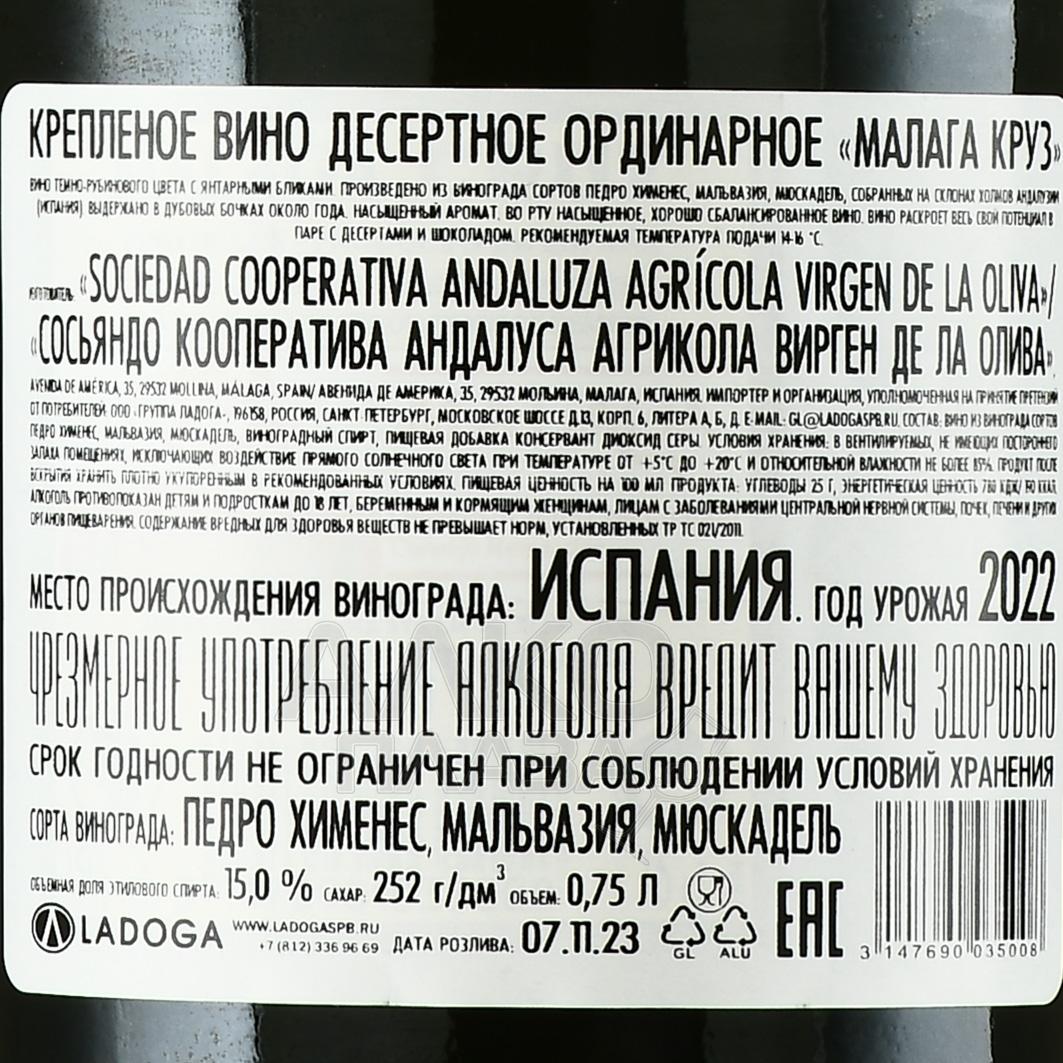 КРЕПЛЕНОЕ ВИНО ДЕСЕРТНОЕ ОРДИНАРНОЕ «МАЛАГА КРУЗ»
ВИНО ТЕМНО-РУБИНОВОГО ЦВЕТА С ЯНТАРНЫМИ БЛИКАМИ. ПРОИЗВЕДЕНО ИЗ ВИНОГРАДА СОРТОВ ПЕДРО ХИМЕНЕС, МАЛЬВАЗИЯ, МЮСКАДЕЛЬ, СОБРАННЫХ НА СКЛОНАХ ХОЛМОВ АНДАЛУЗИИ
(ИСПАНИЯ) ВЫДЕРЖАНО В ДУБОВЫХ БОЧКАХ ОКОЛО ГОДА. НАСЫЩЕННЫЙ АРОМАТ. ВО РТУ НАСЫЩЕННОЕ, ХОРОШО СБАЛАНСИРОВАННОЕ ВИНО. ВИНО РАСКРОЕТ ВЕСЬ СВОЙ ПОТЕНЦИАЛ В
ПАРЕ С ДЕСЕРТАМИ И ШОКОЛАДОМ. РЕКОМЕНДУЕМАЯ ТЕМПЕРАТУРА ПОДАЧИ 14-16 °С.
ИЗГОТОВИТЕЛЬ: «SOCIEDAD COOPERATIVA ANDALUZA AGRÍCOLA VIRGEN DE LA OLIVA»/
«СОСЬЯНДО КООПЕРАТИВА АНДАЛУСА АГРИКОЛА ВИРГЕН ДЕ ЛА ОЛИВА»,
AVENIDA DE AMÉRICA, 35, 29532 MOLLINA, MÁLAGA, SPAIN/ АВЕНИДА ДЕ АМЕРИКА, 35, 29532 МОЛЬИНА, МАЛАГА, ИСПАНИЯ. ИМПОРТЕР И ОРГАНИЗАЦИЯ, УПОЛНОМОЧЕННАЯ НА ПРИНЯТИЕ ПРЕТЕНЗИЙ
ОТ ПОТРЕБИТЕЛЕЙ: ООО «ГРУППА ЛАДОГА», 196158, РОССИЯ, САНКТ-ПЕТЕРБУРГ, МОСКОВСКОЕ ШОССЕ Д.13, КОРП. 6, ЛИТЕРА А, Б, Д. E-MAIL: GL@LADOGASPB.RU. СОСТАВ: ВИНО ИЗ ВИНОГРАДА СОРТОВ
ПЕДРО ХИМЕНЕС, МАЛЬВАЗИЯ, МЮСКАДЕЛЬ, ВИНОГРАДНЫЙ СПИРТ, ПИЩЕВАЯ ДОБАВКА КОНСЕРВАНТ ДИОКСИД СЕРЫ. УСЛОВИЯ ХРАНЕНИЯ: В ВЕНТИЛИРУЕМЫХ, НЕ ИМЕЮЩИХ ПОСТОРОННЕГО
ЗАПАХА ПОМЕЩЕНИЯХ, ИСКЛЮЧАЮЩИХ ВОЗДЕЙСТВИЕ ПРЯМОГО СОЛНЕЧНОГО СВЕТА ПРИ ТЕМПЕРАТУРЕ ОТ +5°С ДО +20°С И ОТНОСИТЕЛЬНОЙ ВЛАЖНОСТИ НЕ БОЛЕЕ 85%. ПРОДУКТ ПОСЛЕ
ВСКРЫТИЯ ХРАНИТЬ ПЛОТНО УКУПОРЕННЫМ В РЕКОМЕНДОВАННЫХ УСЛОВИЯХ. ПИЩЕВАЯ ЦЕННОСТЬ НА 100 МЛ ПРОДУКТА: УГЛЕВОДЫ 25 Г, ЭНЕРГЕТИЧЕСКАЯ ЦЕННОСТЬ КДЖ/ ККАЛ.
АЛКОГОЛЬ ПРОТИВОПОКАЗАН ДЕТЯМ И ПОДРОСТКАМ ДО 18 ЛЕТ, БЕРЕМЕННЫМ И КОРМЯЩИМ ЖЕНЩИНАМ, ЛИЦАМ С ЗАБОЛЕВАНИЯМИ ЦЕНТРАЛЬНОЙ НЕРВНОЙ СИСТЕМЫ, ПОЧЕК, ПЕЧЕНИ И ДРУГИХ
ОРГАНОВ ПИЩЕВАРЕНИЯ. СОДЕРЖАНИЕ ВРЕДНЫХ ДЛЯ ЗДОРОВЬЯ ВЕЩЕСТВ НЕ ПРЕВЫШАЕТ НОРМ, УСТАНОВЛЕННЫХ ТР ТС 021/2011.
МЕСТО ПРОИСХОЖДЕНИЯ ВИНОГРАДА: ИСПАНИЯ. ГОД УРОЖАЯ 2022
ЧРЕЗМЕРНОЕ УПОТРЕБЛЕНИЕ АЛКОГОЛЯ ВРЕДИТ ВАШЕМУ ЗДОРОВЬЮ
АЛКО
ПЛАЗА
СРОК ГОДНОСТИ НЕ ОГРАНИЧЕН ПРИ СОБЛЮДЕНИИ УСЛОВИЙ ХРАНЕНИЯ
СОРТА ВИНОГРАДА: ПЕДРО ХИМЕНЕС, МАЛЬВАЗИЯ, МЮСКАДЕЛЬ
ОБЪЕМНАЯ ДОЛЯ ЭТИЛОВОГО СПИРТА: 15,0 % САХАР: 252 г/дм³ ОБЪЕМ: 0,75 Л
LADOGA
WWW.LADOGASPB.RU
+7 (812) 336 96 69
ДАТА РОЗЛИВА: 07.11.23
GL ALU
EAC
3 147690 035008